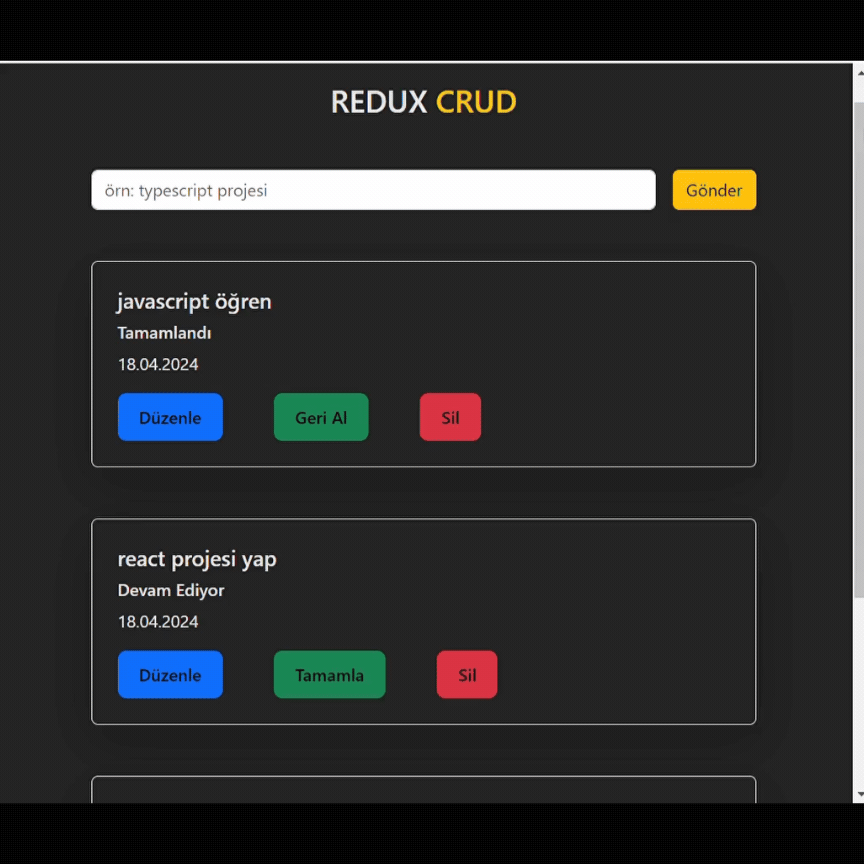 REDUX CRUD
örn: typescript projesi
Gönder
javascript öğren
Tamamlandı
18.04.2024
Düzenle Geri Al Sil
react projesi yap
Devam Ediyor
18.04.2024
Düzenle Tamamla Sil